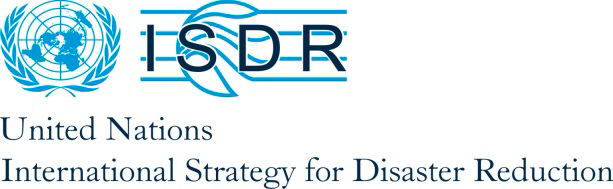 ISDR
United Nations
International Strategy for Disaster Reduction